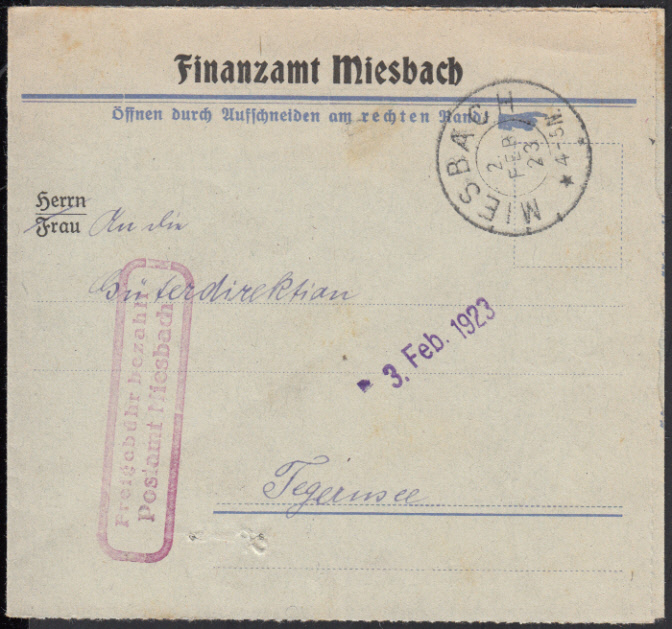 Finanzamt Miesbach
Öffnen durch Aufschneiden am rechten Rand!
MIESBACH
2. FEB 23
★ 4-5N.
Herrn
Frau
An die
Güterdirektion
- 3. Feb. 1923
Freigebühr bezahlt
Postamt Miesbach
Tegernsee